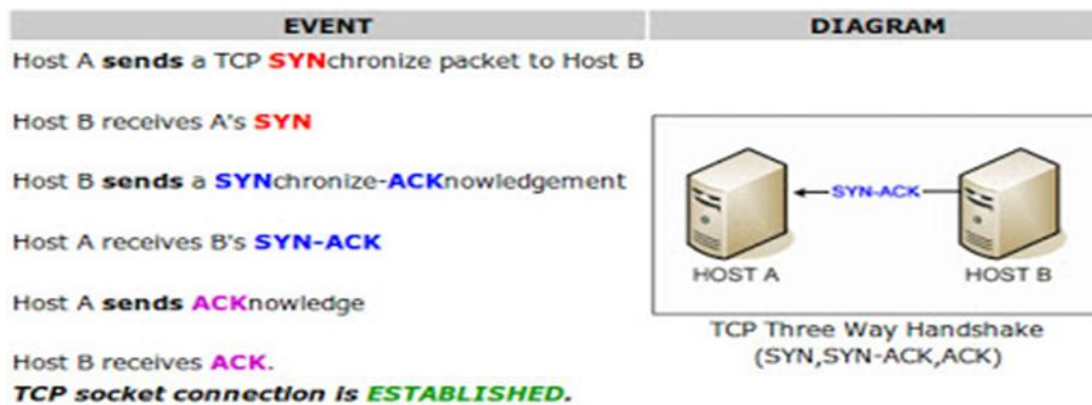 EVENT
DIAGRAM
Host A sends a TCP SYNchronize packet to Host B
Host B receives A's SYN
Host B sends a SYNchronize-ACKnowledgement
Host A receives B's SYN-ACK
Host A sends ACKnowledge
Host B receives ACK.
TCP socket connection is ESTABLISHED.
SYN-ACK
HOST A
HOST B
TCP Three Way Handshake
(SYN,SYN-ACK,ACK)